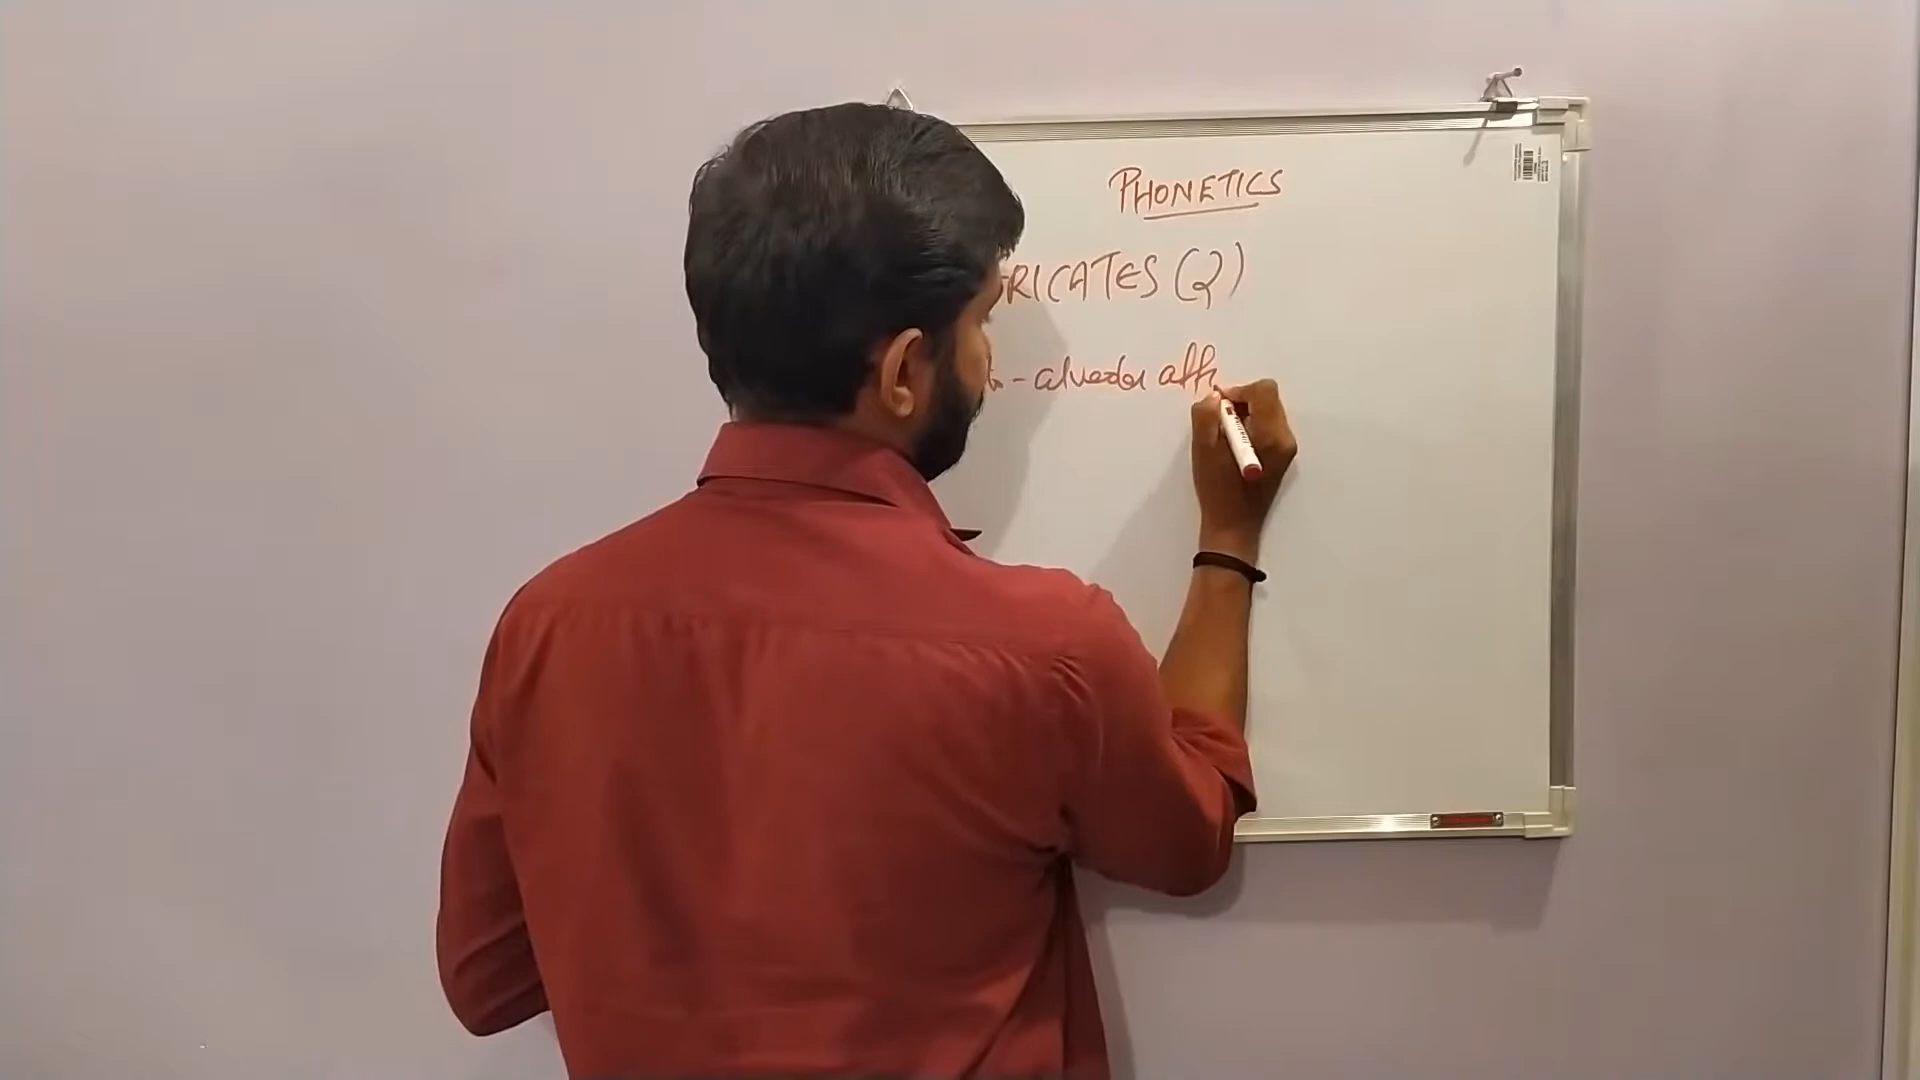 PHONETICS
RICATES (2)
- alveolar aff